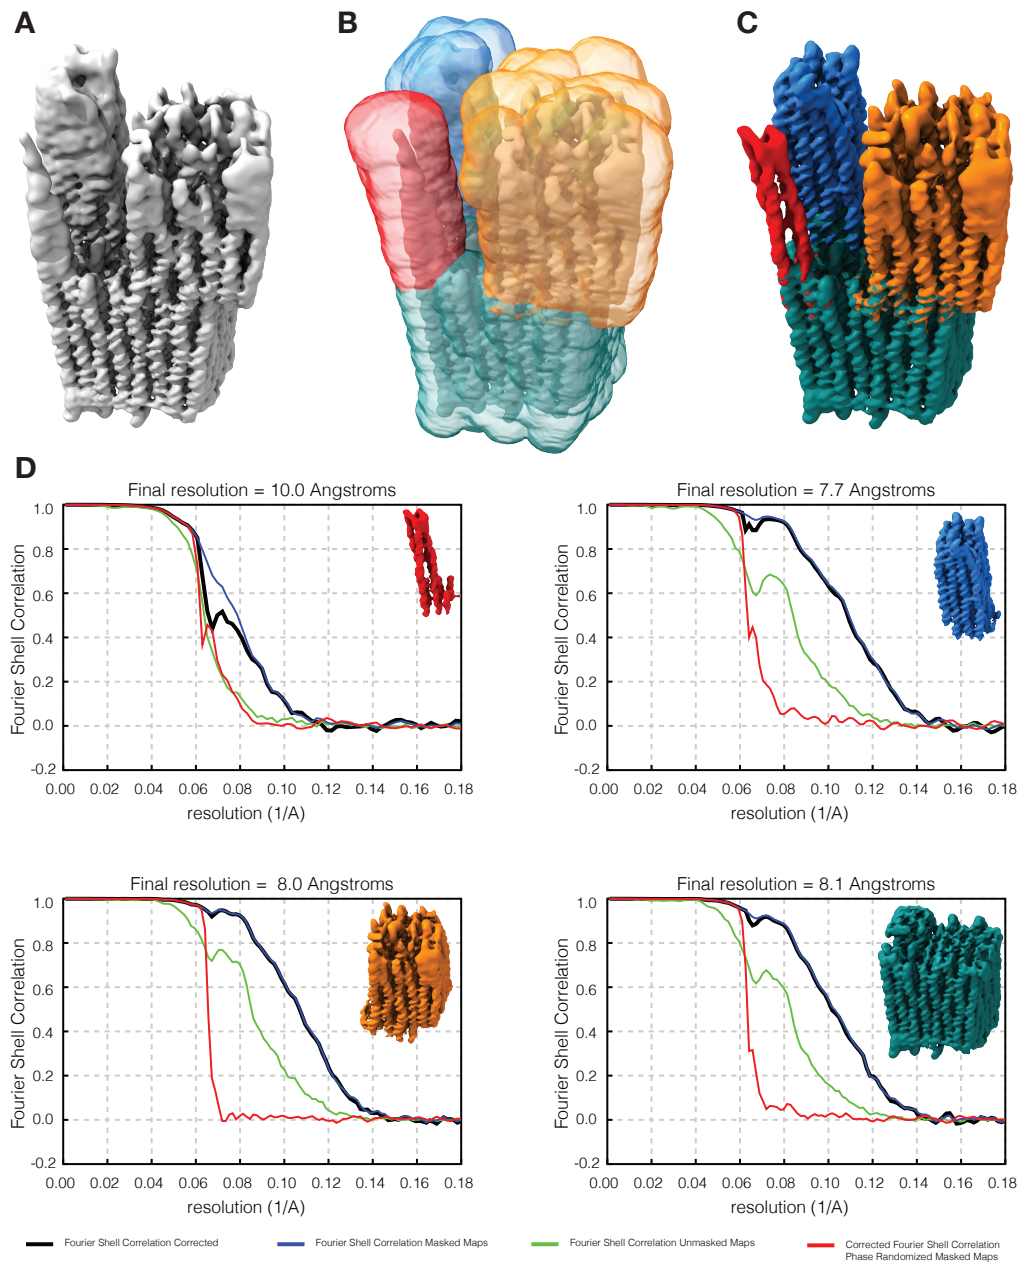 A
B
C
D
Final resolution = 10.0 Angstroms
1.0
0.8
0.6
0.4
0.2
0.0
-0.2
Fourier Shell Correlation
0.00 0.02 0.04 0.06 0.08 0.10 0.12 0.14 0.16 0.18
resolution (1/A)
Final resolution = 7.7 Angstroms
1.0
0.8
0.6
0.4
0.2
0.0
-0.2
Fourier Shell Correlation
0.00 0.02 0.04 0.06 0.08 0.10 0.12 0.14 0.16 0.18
resolution (1/A)
Final resolution = 8.0 Angstroms
1.0
0.8
0.6
0.4
0.2
0.0
-0.2
Fourier Shell Correlation
0.00 0.02 0.04 0.06 0.08 0.10 0.12 0.14 0.16 0.18
resolution (1/A)
Final resolution = 8.1 Angstroms
1.0
0.8
0.6
0.4
0.2
0.0
-0.2
Fourier Shell Correlation
0.00 0.02 0.04 0.06 0.08 0.10 0.12 0.14 0.16 0.18
resolution (1/A)
Fourier Shell Correlation Corrected
Fourier Shell Correlation Masked Maps
Fourier Shell Correlation Unmasked Maps
Corrected Fourier Shell Correlation
Phase Randomized Masked Maps